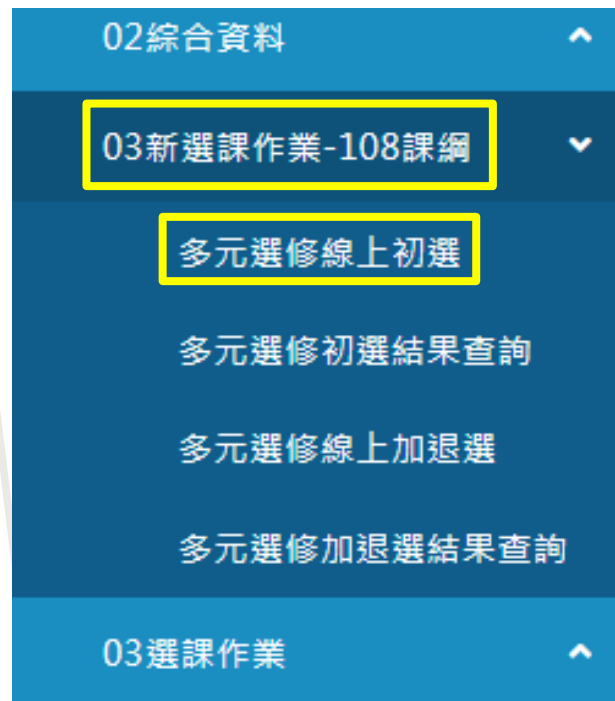 02綜合資料
03新選課作業-108課綱
多元選修線上初選
多元選修初選結果查詢
多元選修線上加退選
多元選修加退選結果查詢
03選課作業